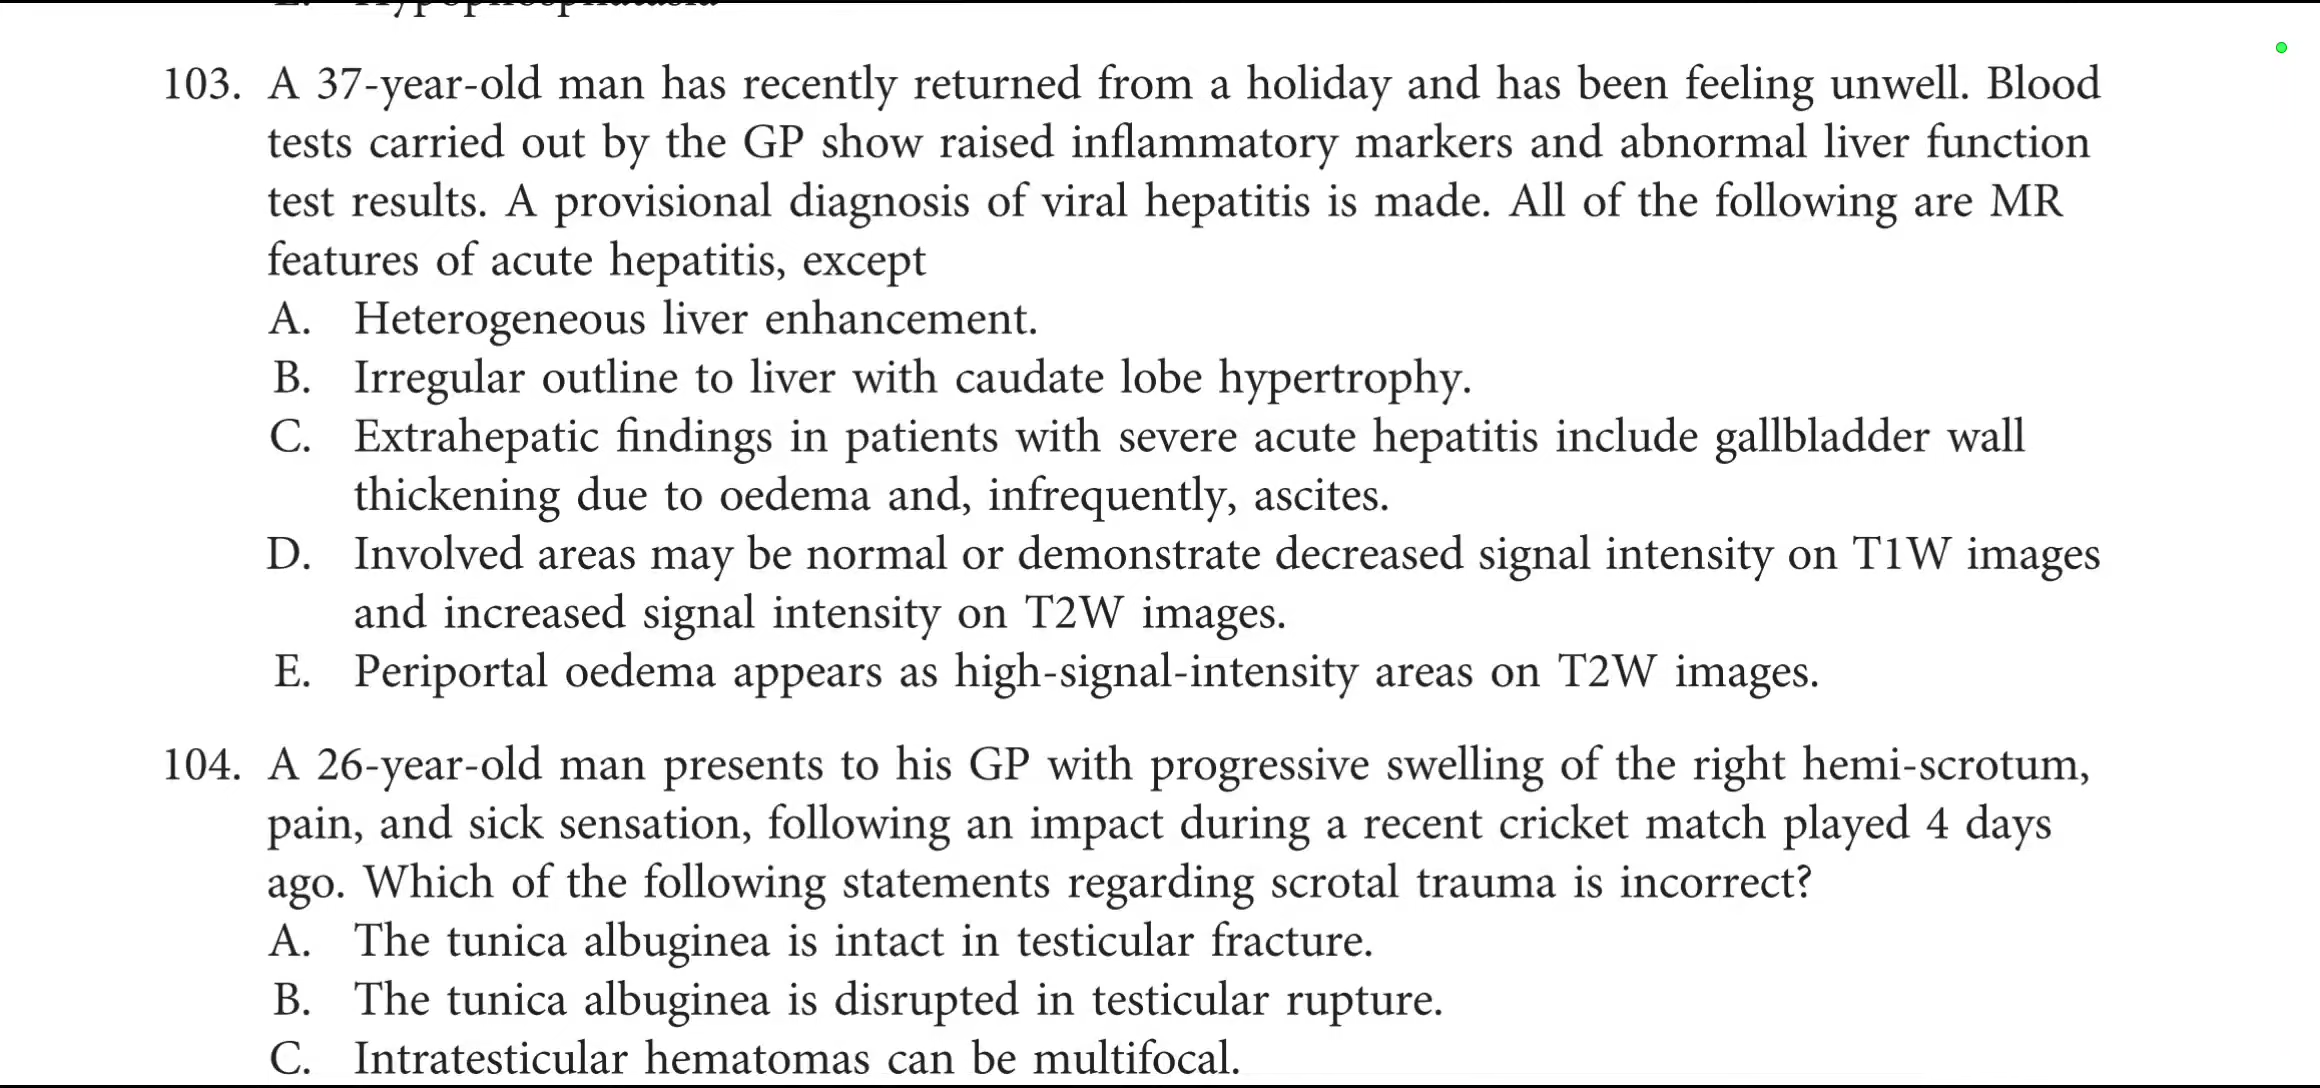 E. Hypophosphatasia
103. A 37-year-old man has recently returned from a holiday and has been feeling unwell. Blood
tests carried out by the GP show raised inflammatory markers and abnormal liver function
test results. A provisional diagnosis of viral hepatitis is made. All of the following are MR
features of acute hepatitis, except
A. Heterogeneous liver enhancement.
B. Irregular outline to liver with caudate lobe hypertrophy.
C. Extrahepatic findings in patients with severe acute hepatitis include gallbladder wall
thickening due to oedema and, infrequently, ascites.
D. Involved areas may be normal or demonstrate decreased signal intensity on T1W images
and increased signal intensity on T2W images.
E. Periportal oedema appears as high-signal-intensity areas on T2W images.
104. A 26-year-old man presents to his GP with progressive swelling of the right hemi-scrotum,
pain, and sick sensation, following an impact during a recent cricket match played 4 days
ago. Which of the following statements regarding scrotal trauma is incorrect?
A. The tunica albuginea is intact in testicular fracture.
B. The tunica albuginea is disrupted in testicular rupture.
C. Intratesticular hematomas can be multifocal.